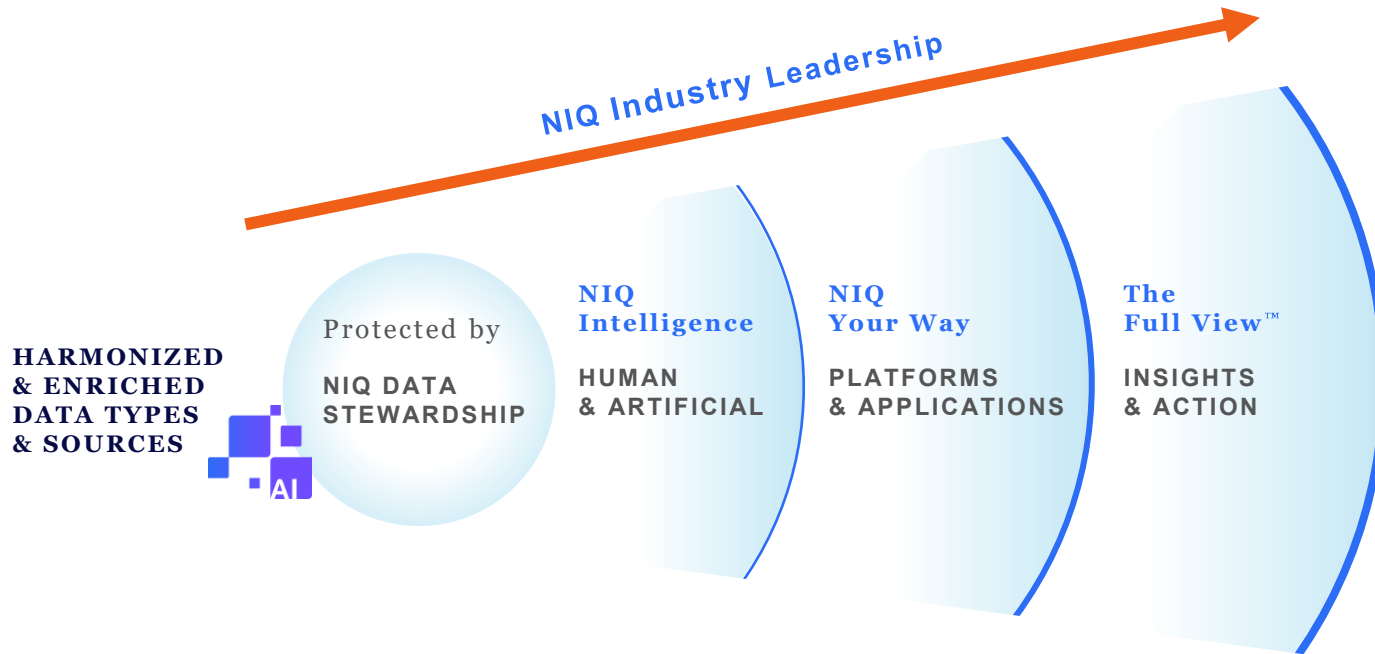 NIQ Industry Leadership
HARMONIZED
& ENRICHED
DATA TYPES
& SOURCES
AI
Protected by
NIQ DATA
STEWARDSHIP
NIQ
Intelligence
HUMAN
& ARTIFICIAL
NIQ
Your Way
PLATFORMS
& APPLICATIONS
The
Full View™
INSIGHTS
& ACTION